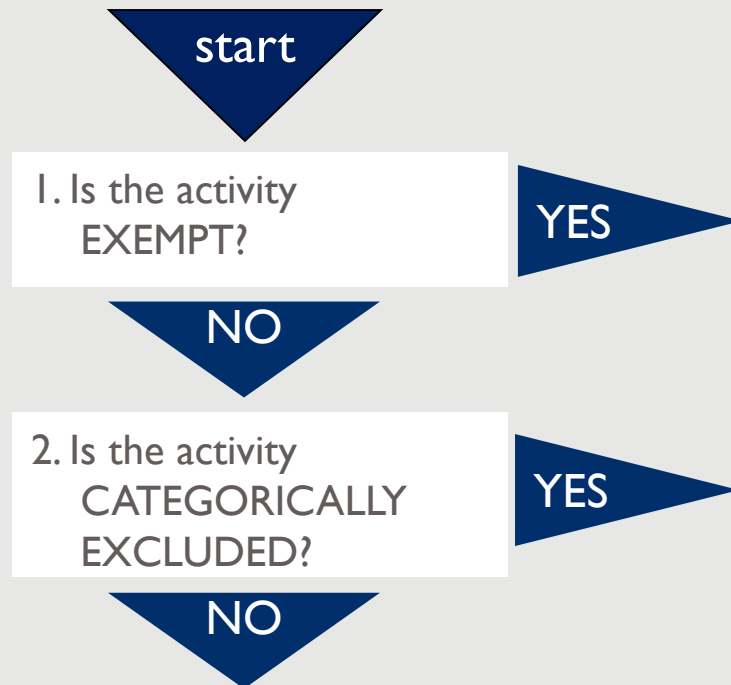 start
1. Is the activity
EXEMPT?
YES
NO
2. Is the activity
CATEGORICALLY
EXCLUDED?
YES
NO